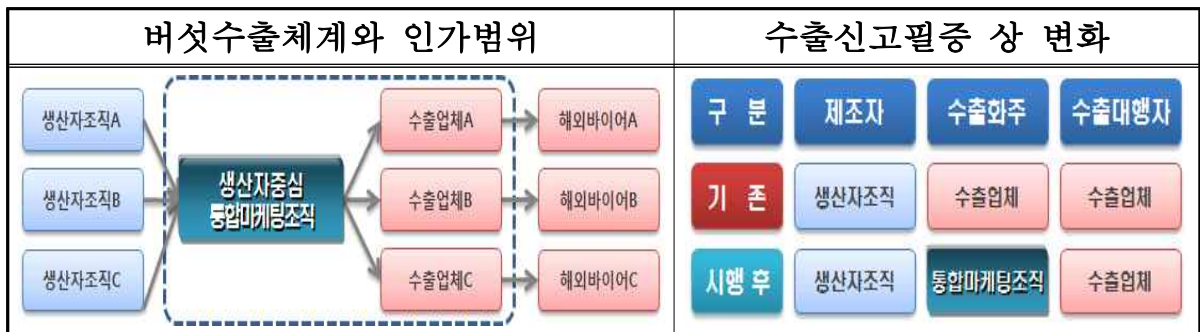 버섯수출체계와 인가범위
생산자조직A
생산자조직B
생산자조직C
생산자중심
통합마케팅조직
수출업체A
수출업체B
수출업체C
해외바이어A
해외바이어B
해외바이어C
수출신고필증 상 변화
구 분 제조자 수출화주 수출대행자
기 존 생산자조직 수출업체 수출업체
시행 후 생산자조직 통합마케팅조직 수출업체